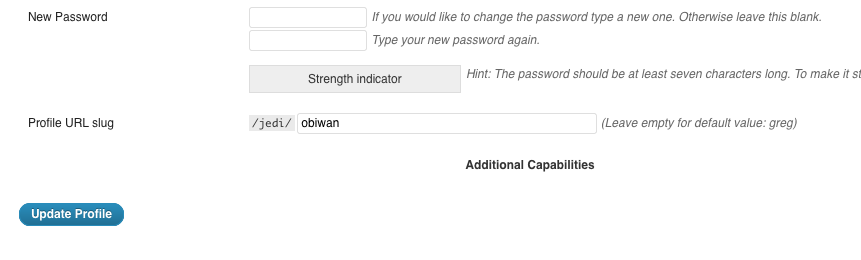 New Password If you would like to change the password type a new one. Otherwise leave this blank.
Type your new password again.
Strength indicator Hint: The password should be at least seven characters long. To make it st
Profile URL slug /jedi/ obiwan (Leave empty for default value: greg)
Additional Capabilities
Update Profile